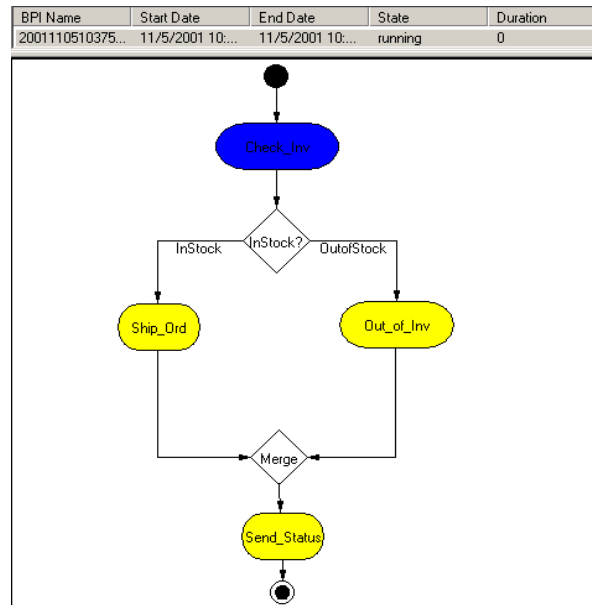 BPI Name Start Date End Date State Duration
2001110510375... 11/5/2001 10:... 11/5/2001 10:... running 0
Check_Inv
InStock?
InStock
OutofStock
Ship_Ord
Out_of_Inv
Merge
Send_Status